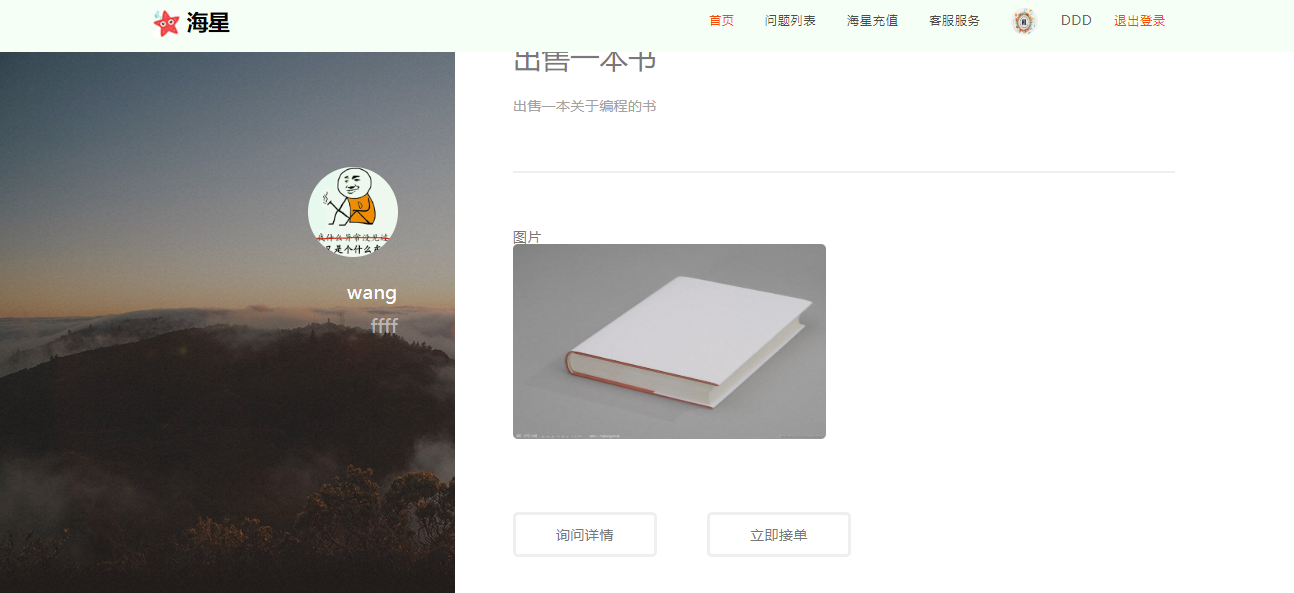 海星
首页 问题列表 海星充值 客服服务 DDD 退出登录
出售一本书
出售一本关于编程的书
wang
ffff
图片
询问详情 立即接单